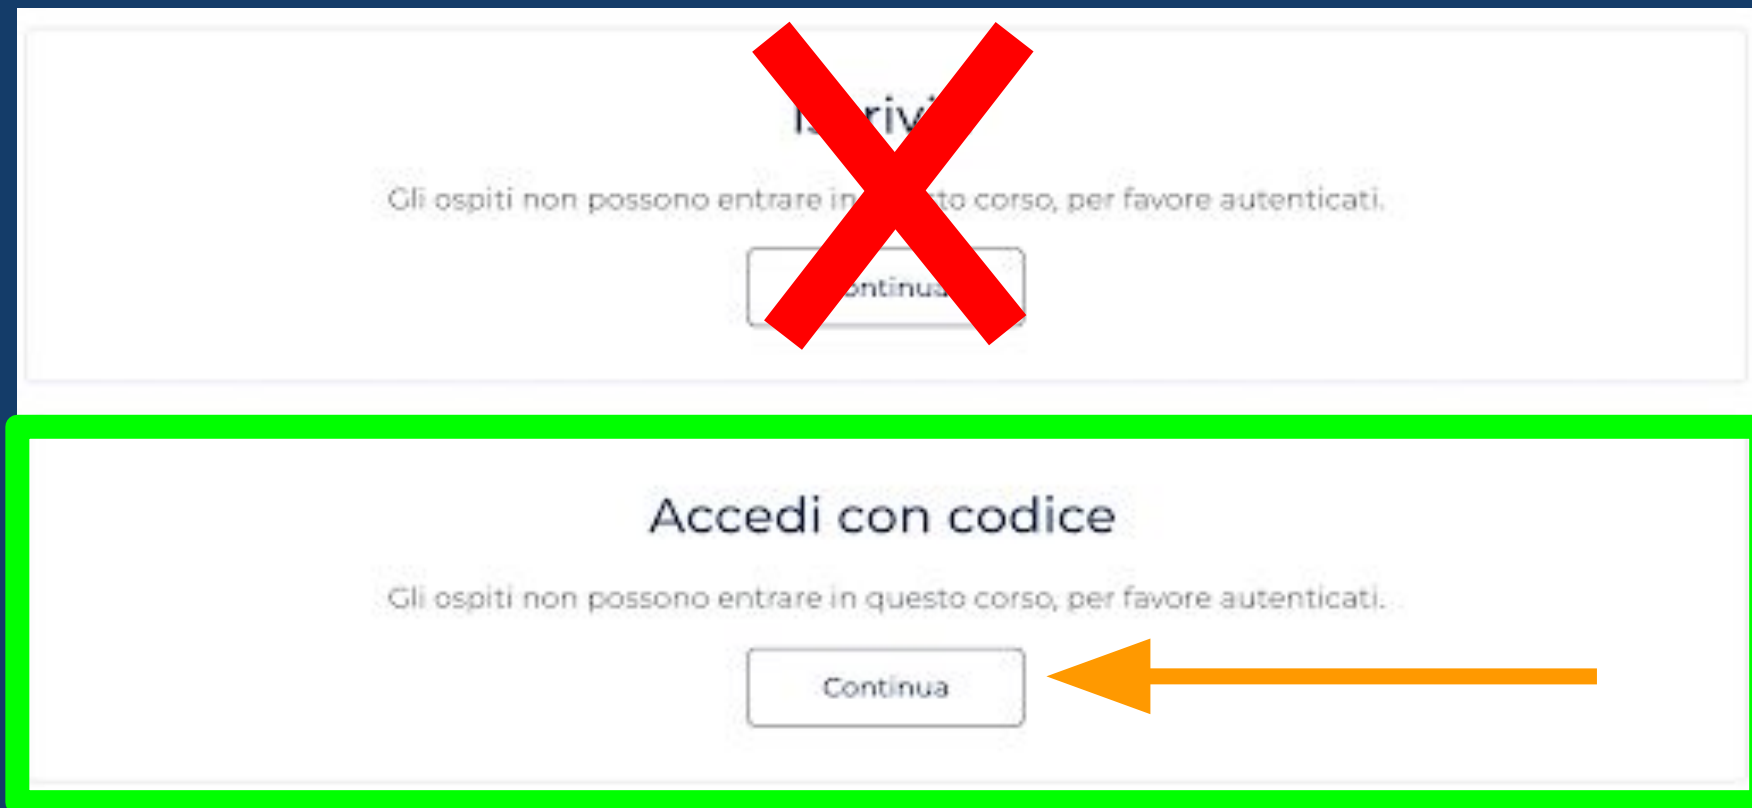 Gli ospiti non possono entrare in corso, per favore autenticati.
Accedi con codice
Gli ospiti non possono entrare in questo corso, per favore autenticati.
Continua